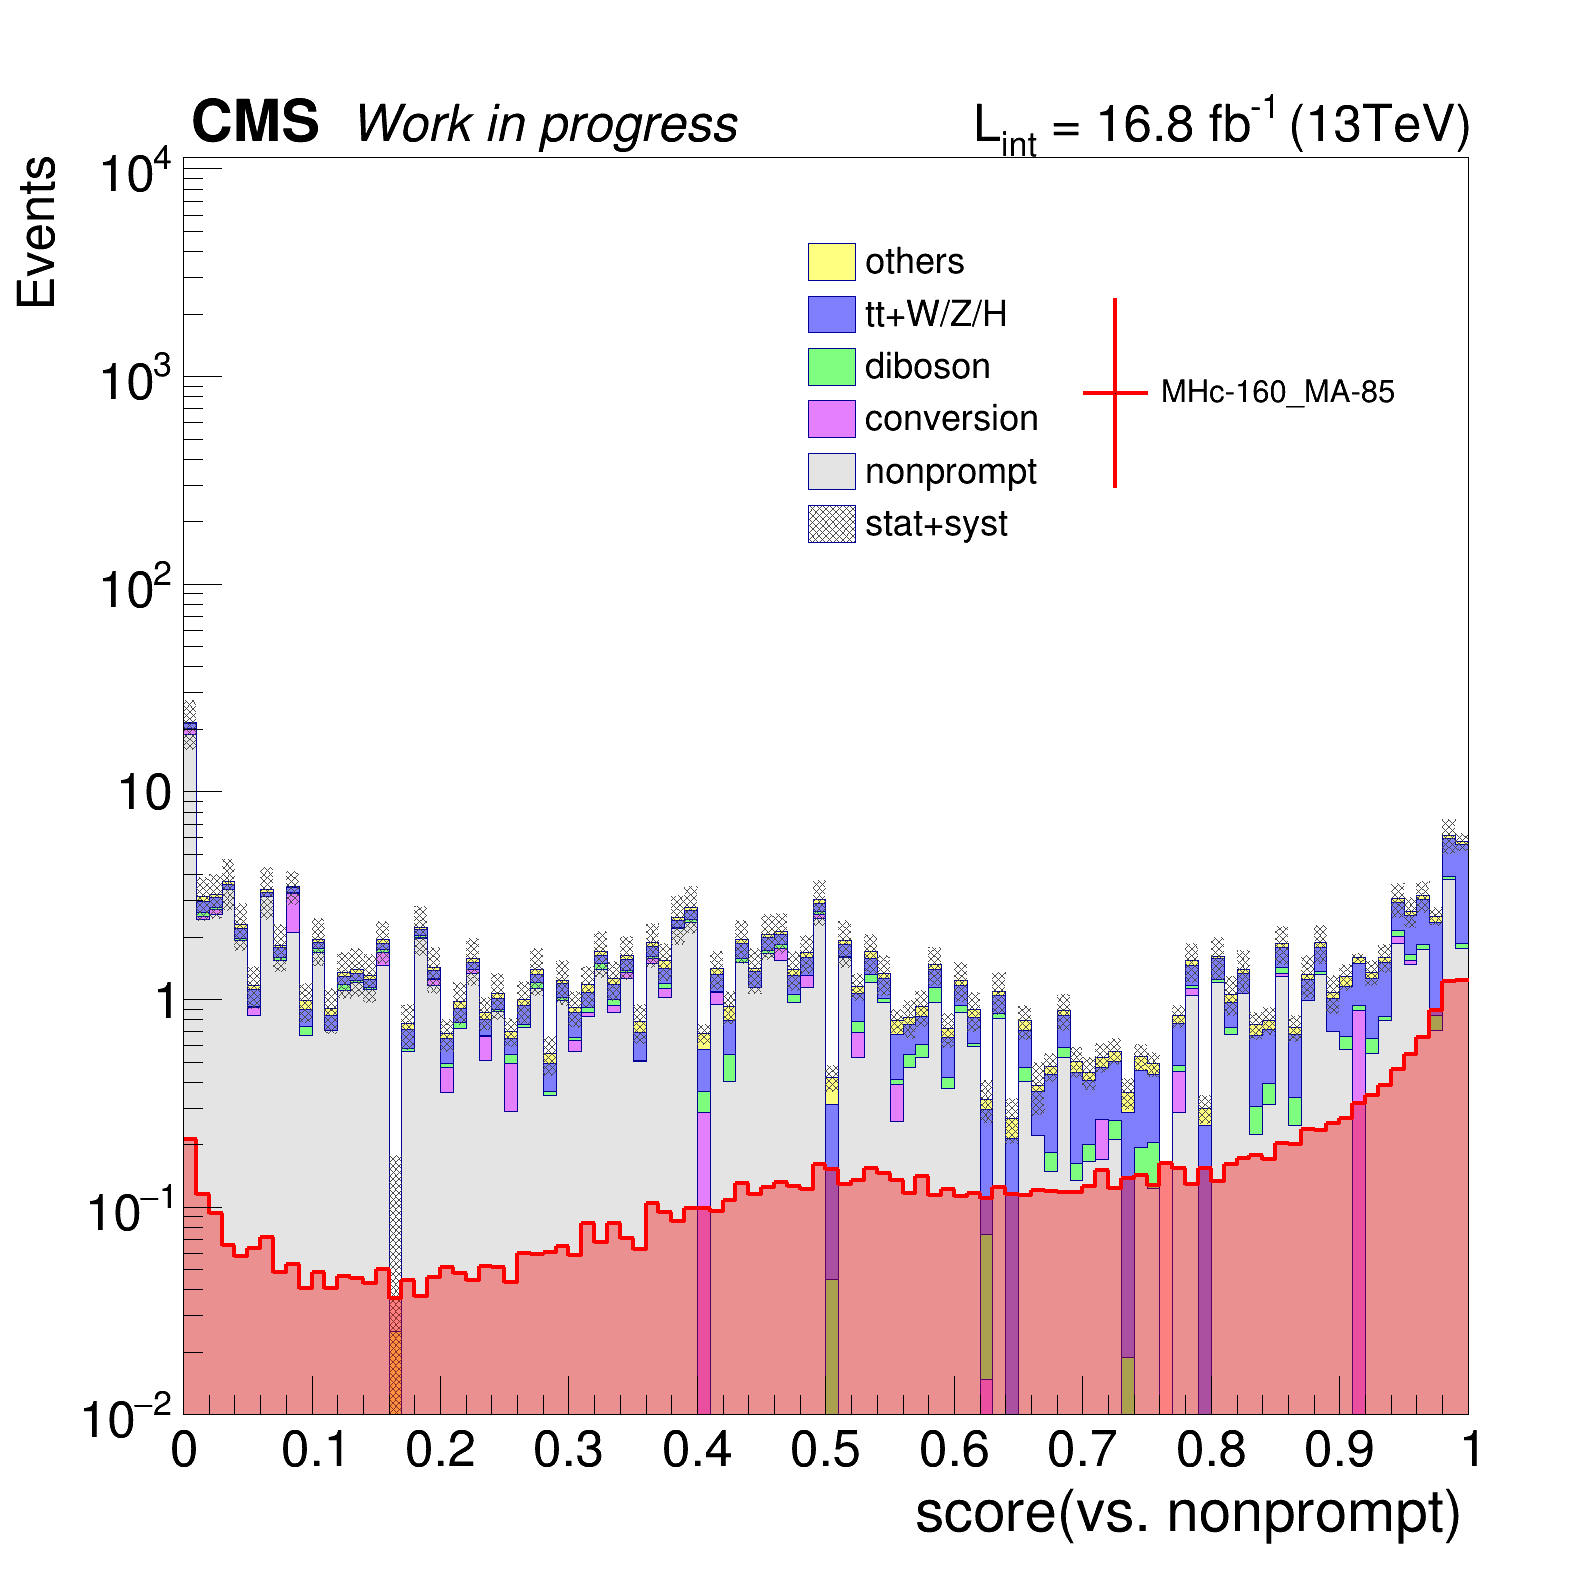 CMS Work in progress L_int = 16.8 fb^-1 (13TeV)
Events
10^4
10^3
10^2
10
1
10^−1
10^−2
others
tt+W/Z/H
diboson
conversion
nonprompt
stat+syst
MHc-160_MA-85
0 0.1 0.2 0.3 0.4 0.5 0.6 0.7 0.8 0.9 1
score(vs. nonprompt)